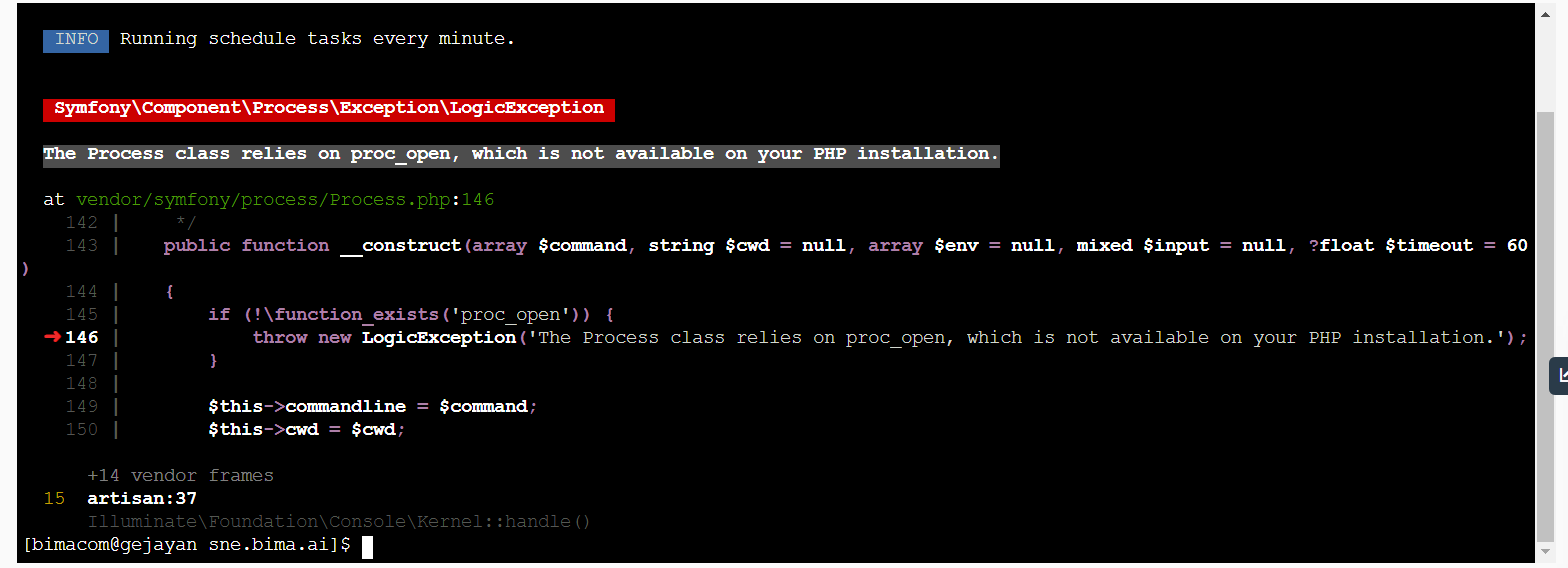 INFO Running schedule tasks every minute.
Symfony\Component\Process\Exception\LogicException
The Process class relies on proc_open, which is not available on your PHP installation.
at vendor/symfony/process/Process.php:146
142 | */
143 | public function __construct(array $command, string $cwd = null, array $env = null, mixed $input = null, ?float $timeout = 60
)
144 | {
145 | if (!\function_exists('proc_open')) {
➜ 146 | throw new LogicException('The Process class relies on proc_open, which is not available on your PHP installation.');
147 | }
148 |
149 | $this->commandline = $command;
150 | $this->cwd = $cwd;
+14 vendor frames
15 artisan:37
Illuminate\Foundation\Console\Kernel::handle()
[bimacom@gejayan sne.bima.ai]$